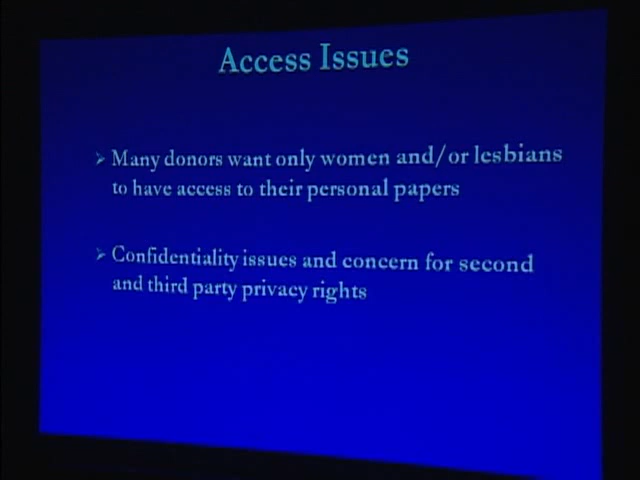 Access Issues
➢ Many donors want only women and/or lesbians
to have access to their personal papers
➢ Confidentiality issues and concern for second
and third party privacy rights